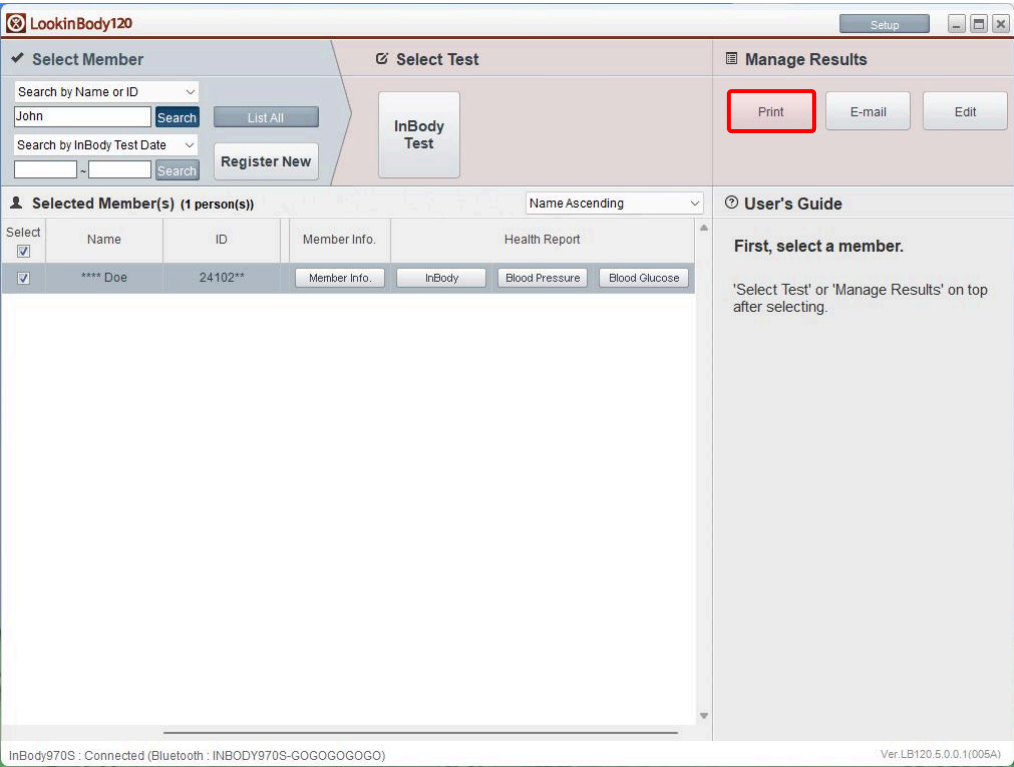 LookinBody120
Setup
Select Member
Select Test
Manage Results
Search by Name or ID
John
Search
List All
Search by InBody Test Date
~
Search
Register New
InBody
Test
Print
E-mail
Edit
Selected Member(s) (1 person(s))
Name Ascending
User's Guide
Select
Name
ID
Member Info.
Health Report
**** Doe
24102**
Member Info.
InBody
Blood Pressure
Blood Glucose
First, select a member.
'Select Test' or 'Manage Results' on top
after selecting.
InBody970S : Connected (Bluetooth : INBODY970S-GOGOGOGOGO)
Ver.LB120.5.0.0.1(005A)